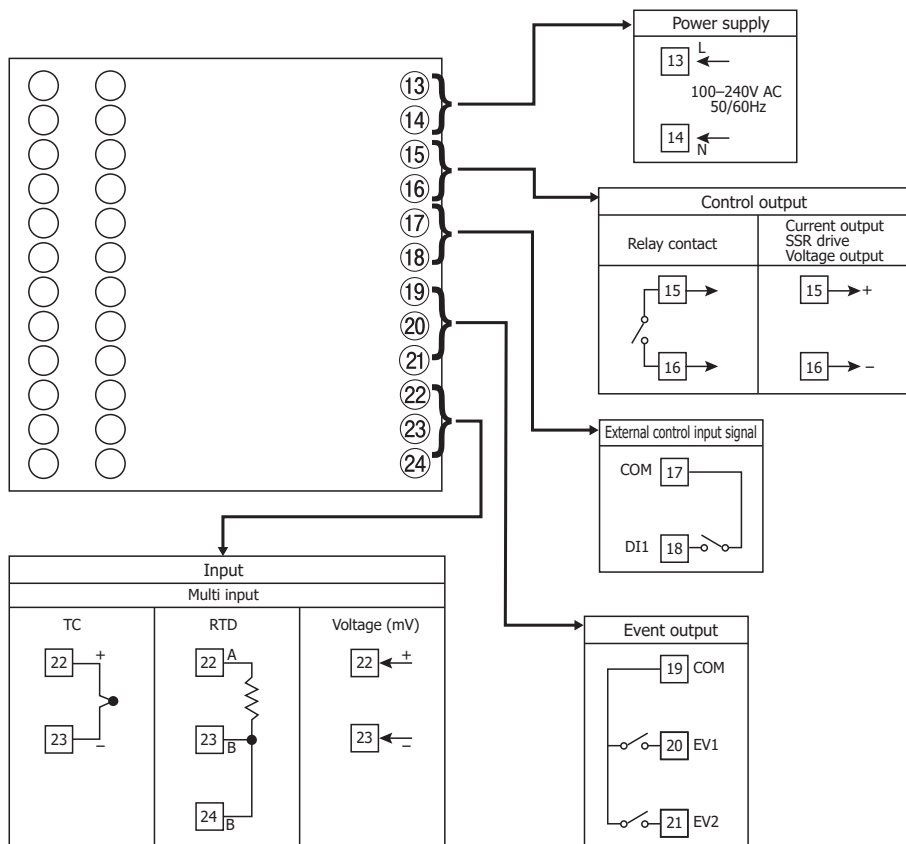 Power supply
13
L
100–240V AC
50/60Hz
14
N
13
14
15
16
17
18
19
20
21
22
23
24
Control output
Relay contact
Current output
SSR drive
Voltage output
15
15
+
16
16
–
External control input signal
COM
17
DI1
18
Input
Multi input
TC
RTD
Voltage (mV)
22
+
22
A
22
+
23
–
23
B
23
–
24
B
Event output
19
COM
20
EV1
21
EV2